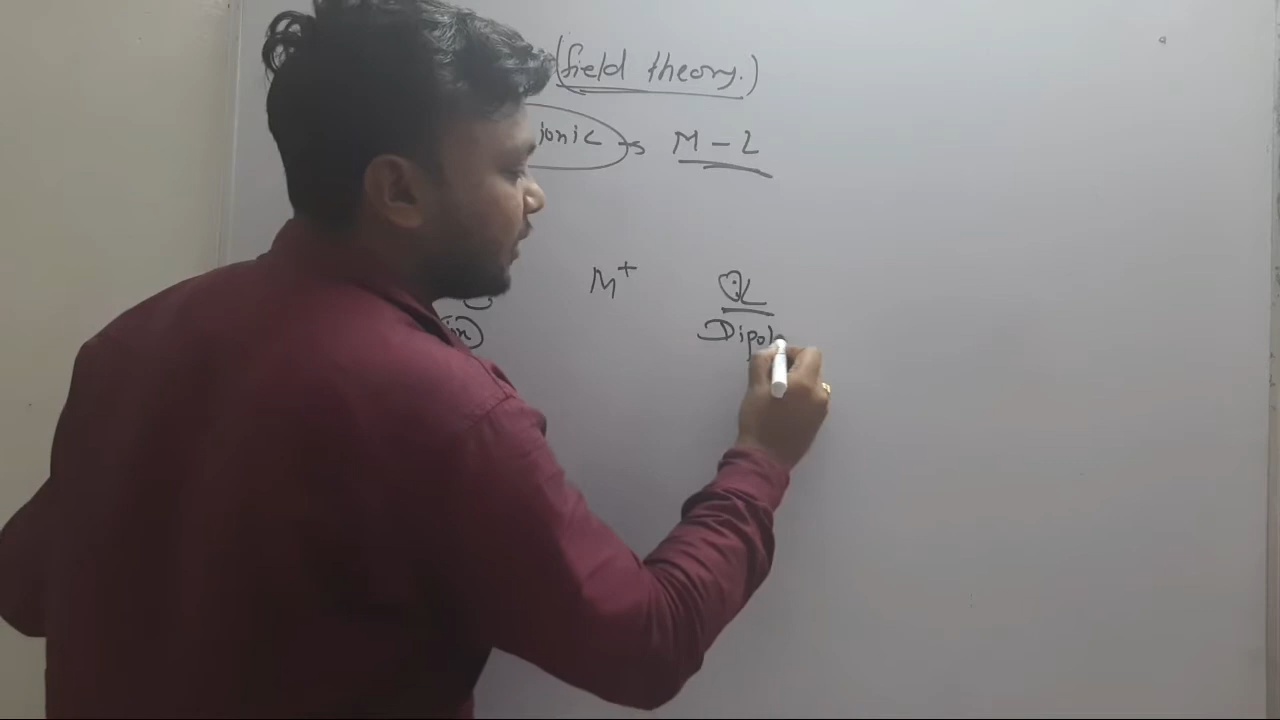 (field theory.)
ionic → M - L
M+ :L
Dipol